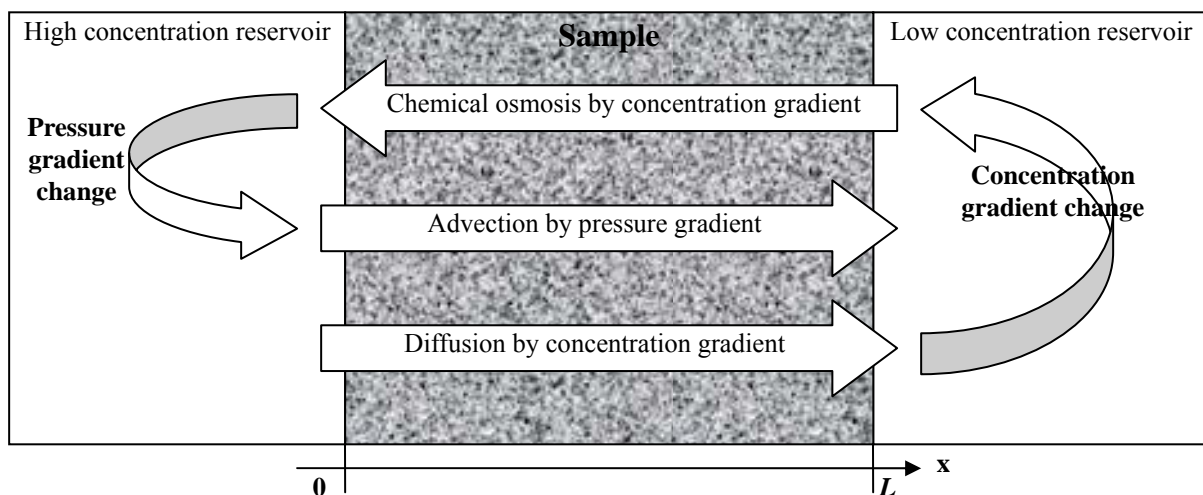 High concentration reservoir
Sample
Low concentration reservoir
Chemical osmosis by concentration gradient
Pressure
gradient
change
Concentration
gradient change
Advection by pressure gradient
Diffusion by concentration gradient
x
0
L